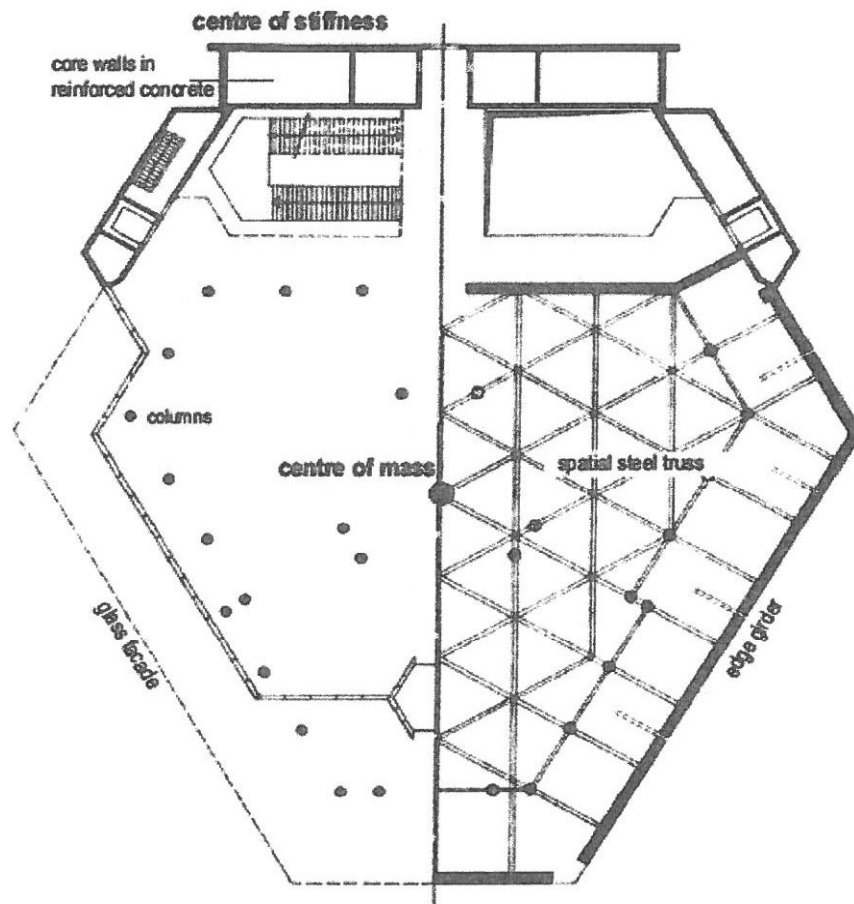 centre of stiffness
core walls in
reinforced concrete
columns
centre of mass
spatial steel truss
glass facade
edge girder